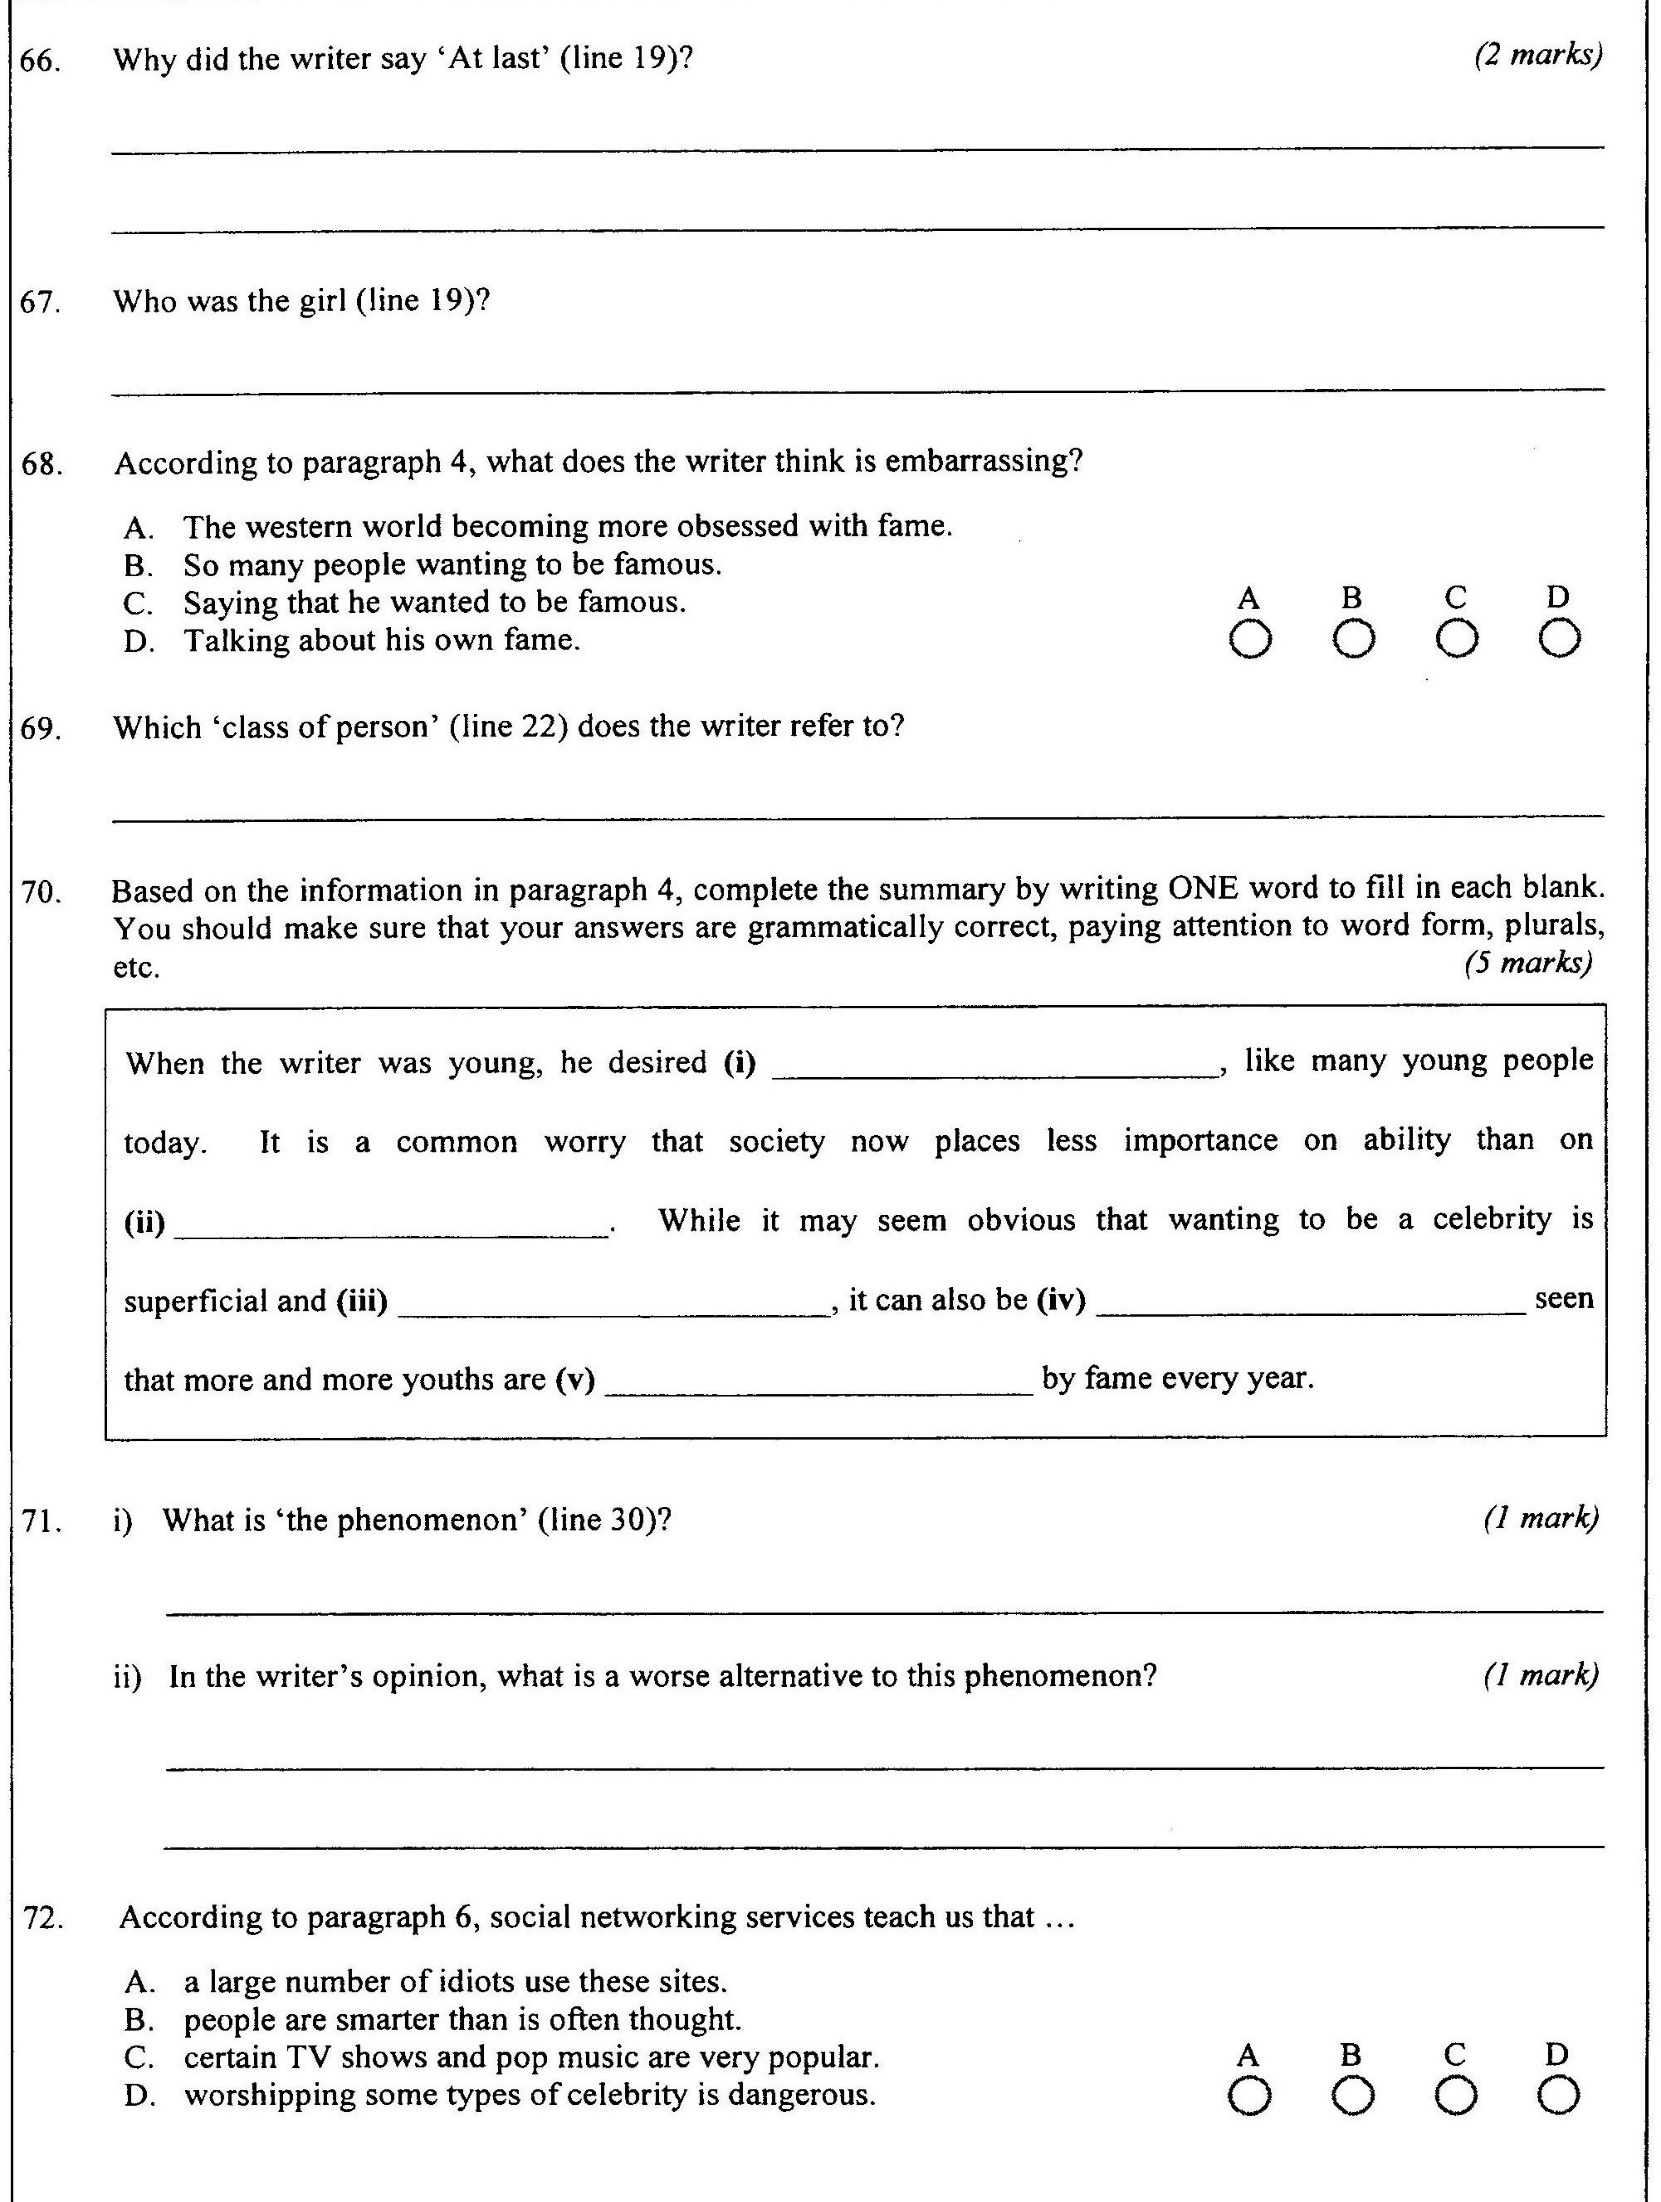 66. Why did the writer say ‘At last’ (line 19)? (2 marks)
67. Who was the girl (line 19)?
68. According to paragraph 4, what does the writer think is embarrassing?
A. The western world becoming more obsessed with fame.
B. So many people wanting to be famous.
C. Saying that he wanted to be famous.
D. Talking about his own fame.
A B C D
69. Which ‘class of person’ (line 22) does the writer refer to?
70. Based on the information in paragraph 4, complete the summary by writing ONE word to fill in each blank.
You should make sure that your answers are grammatically correct, paying attention to word form, plurals,
etc. (5 marks)
When the writer was young, he desired (i) ____________, like many young people
today. It is a common worry that society now places less importance on ability than on
(ii) ____________. While it may seem obvious that wanting to be a celebrity is
superficial and (iii) ____________, it can also be (iv) ____________ seen
that more and more youths are (v) ____________ by fame every year.
71. i) What is ‘the phenomenon’ (line 30)? (1 mark)
ii) In the writer’s opinion, what is a worse alternative to this phenomenon? (1 mark)
72. According to paragraph 6, social networking services teach us that …
A. a large number of idiots use these sites.
B. people are smarter than is often thought.
C. certain TV shows and pop music are very popular.
D. worshipping some types of celebrity is dangerous.
A B C D